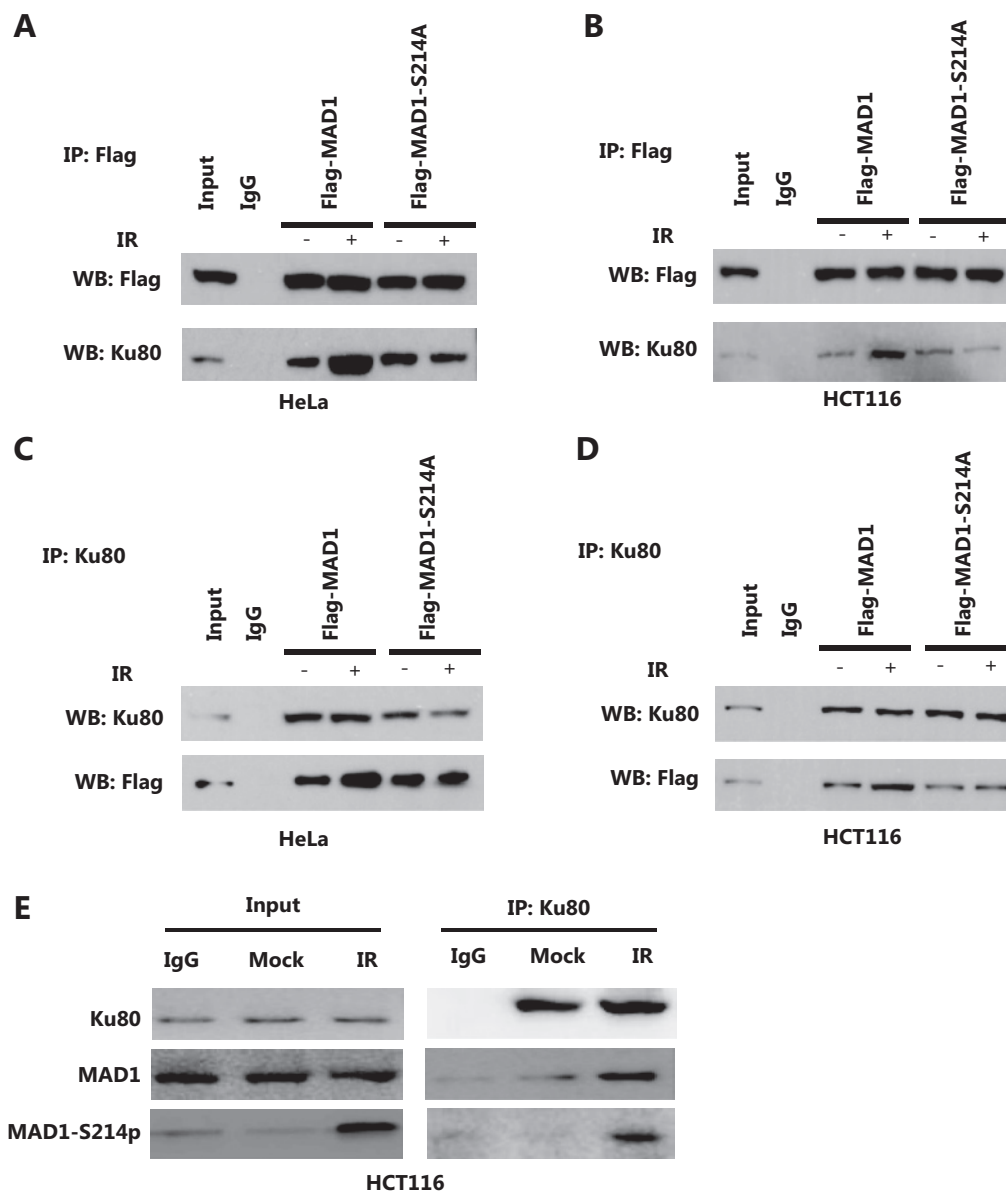 A
IP: Flag
Input
IgG
Flag-MAD1
Flag-MAD1-S214A
IR - + - +
WB: Flag
WB: Ku80
HeLa
B
IP: Flag
Input
IgG
Flag-MAD1
Flag-MAD1-S214A
IR - + - +
WB: Flag
WB: Ku80
HCT116
C
IP: Ku80
Input
IgG
Flag-MAD1
Flag-MAD1-S214A
IR - + - +
WB: Ku80
WB: Flag
HeLa
D
IP: Ku80
Input
IgG
Flag-MAD1
Flag-MAD1-S214A
IR - + - +
WB: Ku80
WB: Flag
HCT116
E
Input IP: Ku80
IgG Mock IR IgG Mock IR
Ku80
MAD1
MAD1-S214p
HCT116